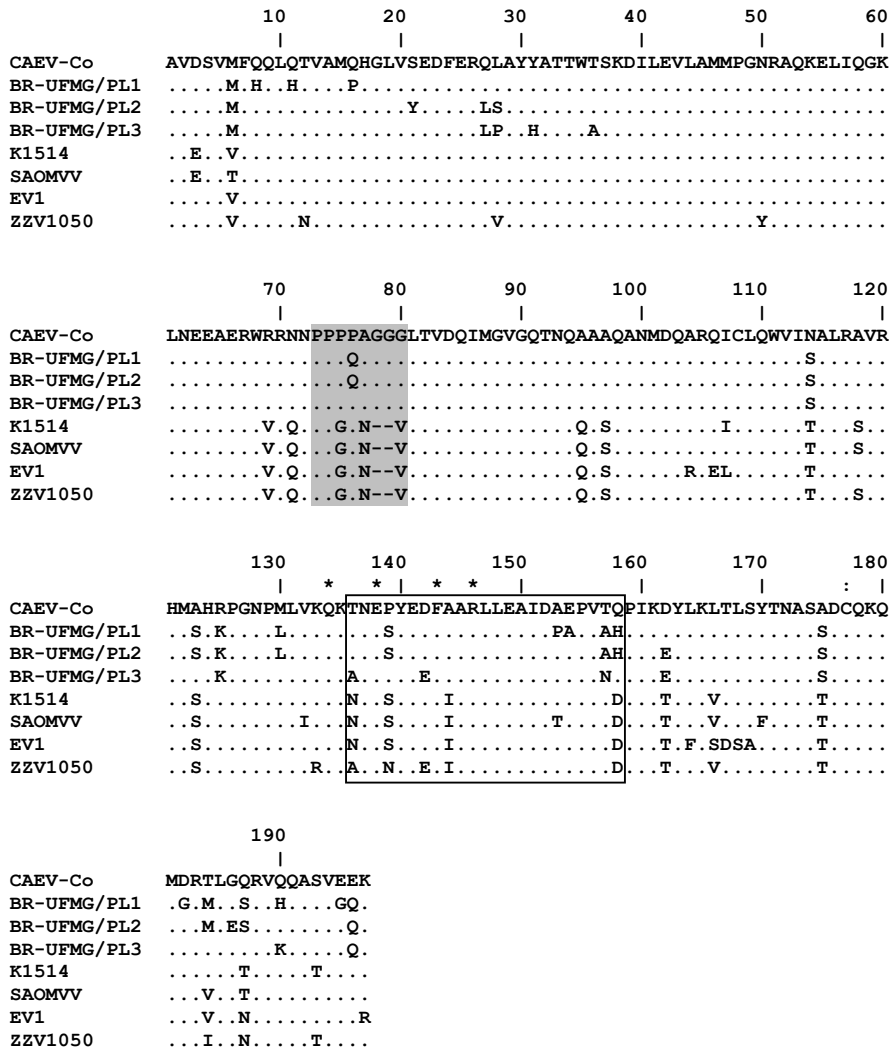 10 20 30 40 50 60
| | | | | |
CAEV-Co AVDSVMFQQLQTVAMQHGLVSEDFERQLAYYATTWTSKDILEVLAMMPGNRAQKELIQGK
BR-UFMG/PL1 .....M.H..H....P............................................
BR-UFMG/PL2 .....M..............Y.....LS................................
BR-UFMG/PL3 .....M....................LP..H....A........................
K1514 ..E..V......................................................
SAOMVV ..E..T......................................................
EV1 .....V......................................................
ZZV1050 .....V.....N...............V.....................Y..........
70 80 90 100 110 120
| | | | | |
CAEV-Co LNEEAERWRRNNPPPPAGGGLTVDQIMGVGQTNQAAAQANMDQARQICLQWVINALRAVR
BR-UFMG/PL1 ...............Q.....................................S......
BR-UFMG/PL2 ...............Q.....................................S......
BR-UFMG/PL3 .....................................................S......
K1514 ........V.Q...G.N--V..............Q.S.........I......T...S..
SAOMVV ........V.Q...G.N--V..............Q.S................T...S..
EV1 ........V.Q...G.N--V..............Q.S......R.EL......T......
ZZV1050 ........V.Q...G.N--V..............Q.S................T...S..
130 140 150 160 170 180
| * | * * | * | | : |
CAEV-Co HMAHRPGNPMLVKQKTNEPYEDFAARLLEAIDAEPVTQPIKDYLKLTLSYTNASADCQKQ
BR-UFMG/PL1 ..S.K....L........S.............PA..AH................S.....
BR-UFMG/PL2 ..S.K....L........S.................AH...E............S.....
BR-UFMG/PL3 ....K..........A.....E..............N....E............S.....
K1514 ..S............N..S....I.............D...T...V........T.....
SAOMVV ..S........I...N..S....I........T....D...T...V...F....T.....
EV1 ..S............N..S....I.............D...T.F.SDSA.....T.....
ZZV1050 ..S.........R..A..N..E.I.............D...T...V........T.....
190
|
CAEV-Co MDRTLGQRVQQASVEEK
BR-UFMG/PL1 .G.M..S..H....GQ.
BR-UFMG/PL2 ...M.ES........Q.
BR-UFMG/PL3 .........K.....Q.
K1514 ......T.....T....
SAOMVV ...V..T..........
EV1 ...V..N.........R
ZZV1050 ...I..N.....T....